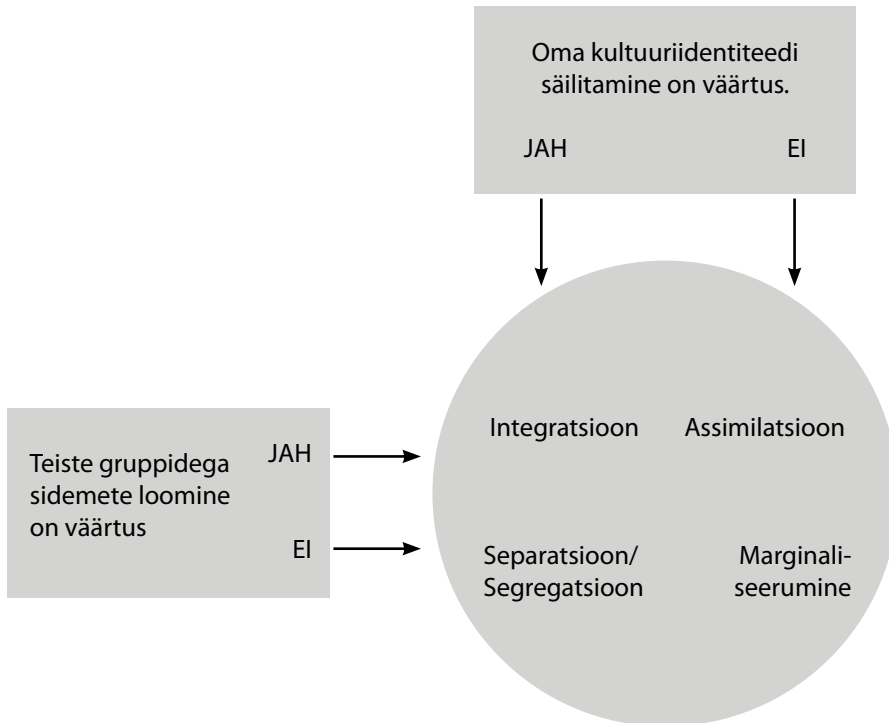 Oma kultuuriidentiteedi
säilitamine on väärtus.
JAH EI
Teiste gruppidega
sidemete loomine
on väärtus
JAH
EI
Integratsioon Assimilatsioon
Separatsioon/
Segregatsioon
Marginali-
seerumine